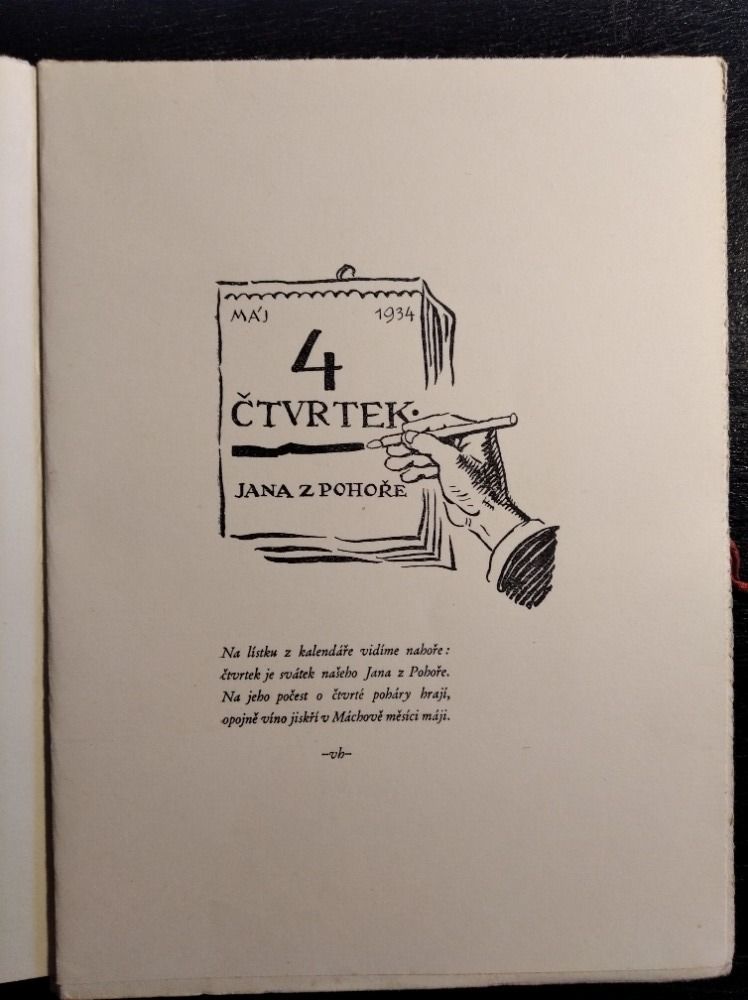 MÁJ 1934
4
ČTVRTEK.
JANA Z POHOŘE
Na lístku z kalendáře vidíme nahoře:
čtvrtek je svátek našeho Jana z Pohoře.
Na jeho počest o čtvrté poháry hrají,
opojně víno jiskří v Máchově měsíci máji.
–vh–